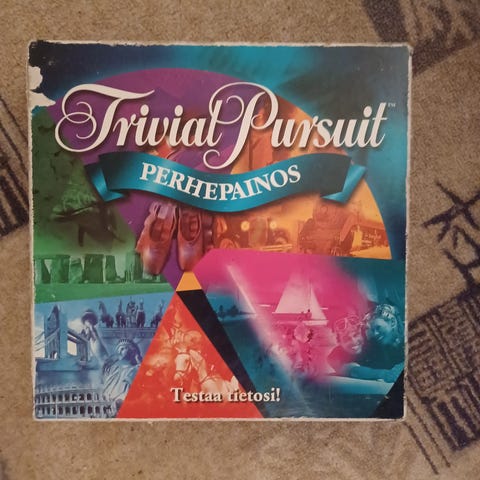 Trivial Pursuit™
PERHEPAINOS
Testaa tietosi!